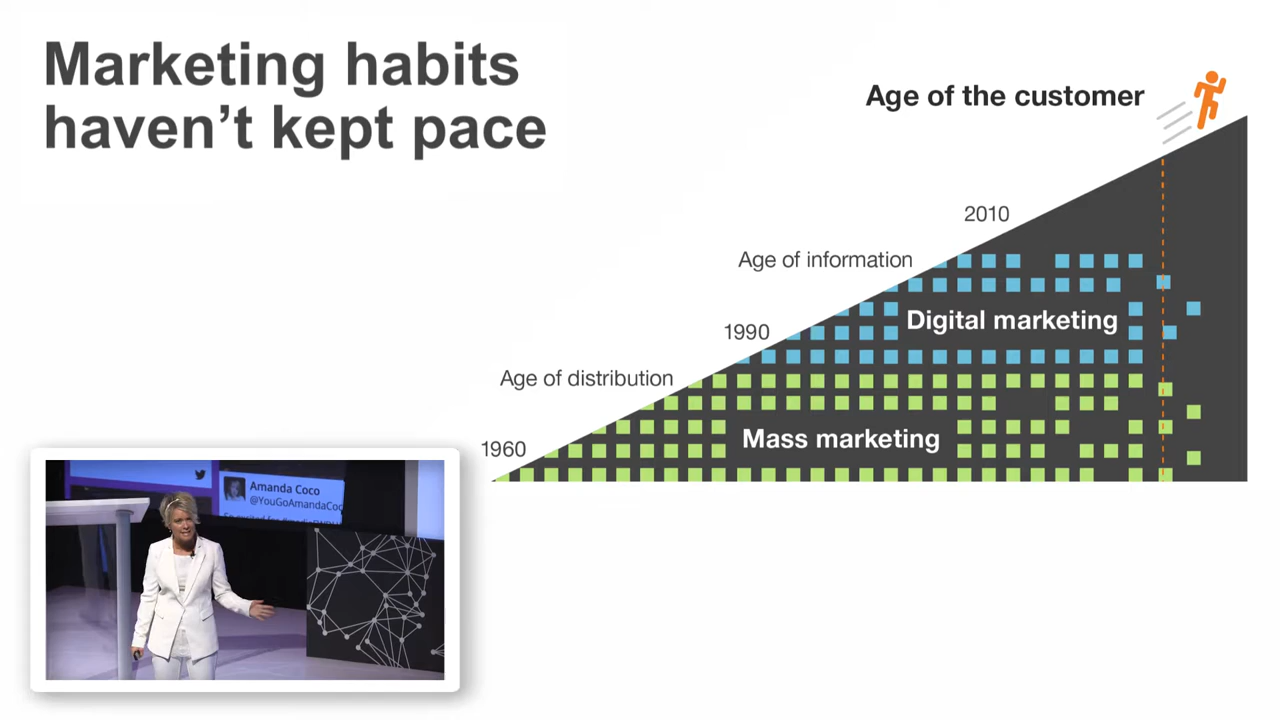 Marketing habits
haven’t kept pace
Age of the customer
2010
Age of information
Digital marketing
1990
Age of distribution
Mass marketing
1960
Amanda Coco
@YouGoAmandaCoc